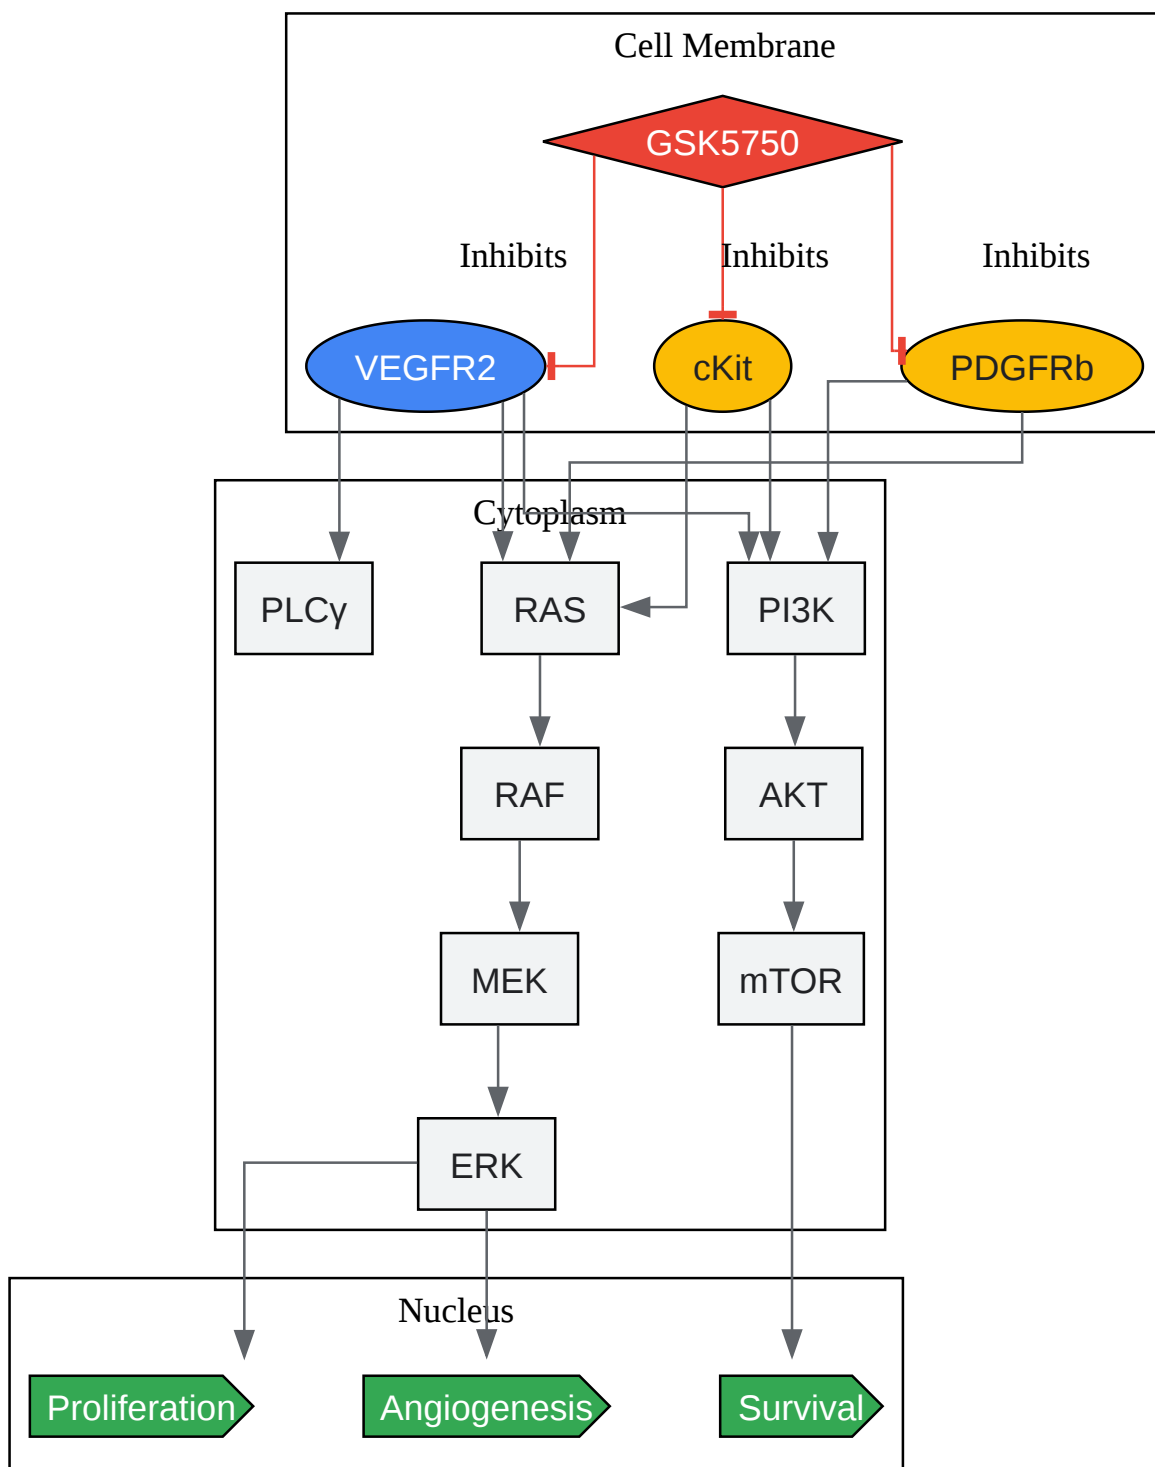 Cell Membrane
GSK5750
Inhibits
Inhibits
Inhibits
VEGFR2
cKit
PDGFRb
Cytoplasm
PLCγ
RAS
PI3K
RAF
AKT
MEK
mTOR
ERK
Nucleus
Proliferation
Angiogenesis
Survival